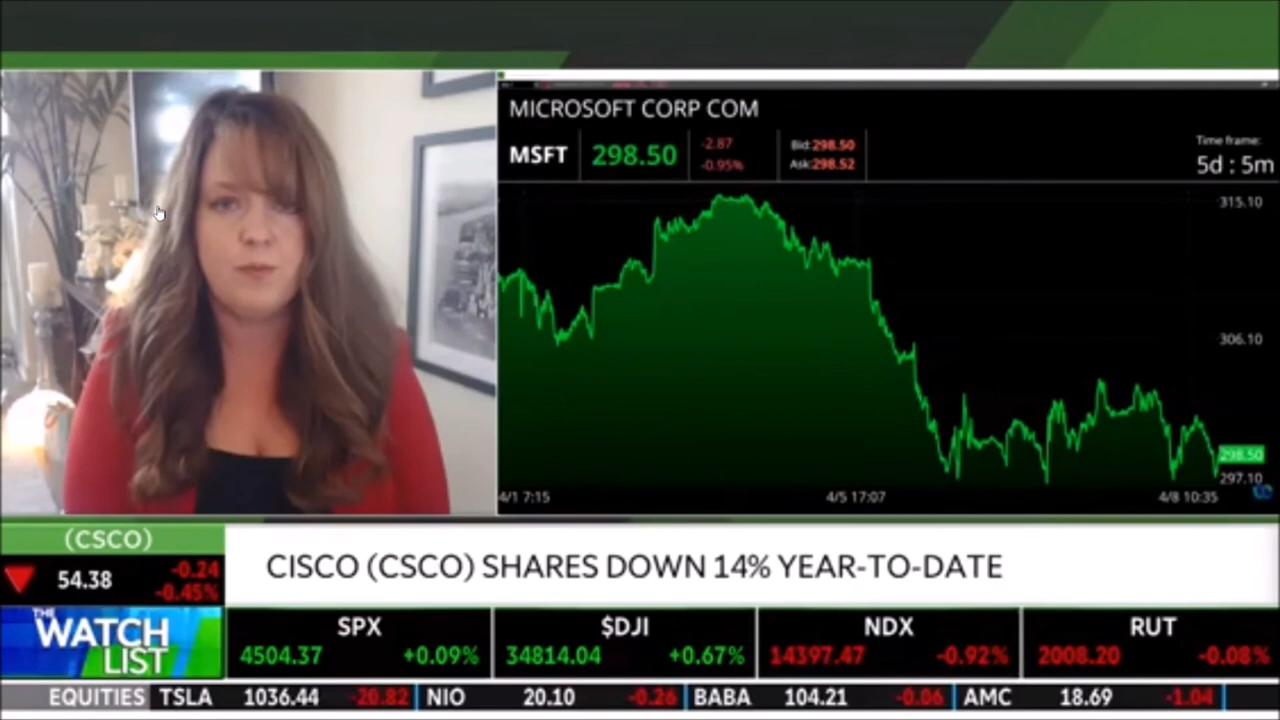 MICROSOFT CORP COM
MSFT 298.50 -2.87 -0.95% Bid: 298.50 Ask: 298.52
Time frame:
5d : 5m
315.10
306.10
298.50
297.10
4/1 7:15 4/5 17:07 4/8 10:35
(CSCO)
54.38 -0.24 -0.45%
CISCO (CSCO) SHARES DOWN 14% YEAR-TO-DATE
THE
WATCH
LIST
SPX $DJI NDX RUT
4504.37 +0.09% 34814.04 +0.67% 14397.47 -0.92% 2008.20 -0.08%
EQUITIES TSLA 1036.44 -20.82 NIO 20.10 -0.26 BABA 104.21 -0.06 AMC 18.69 -1.04